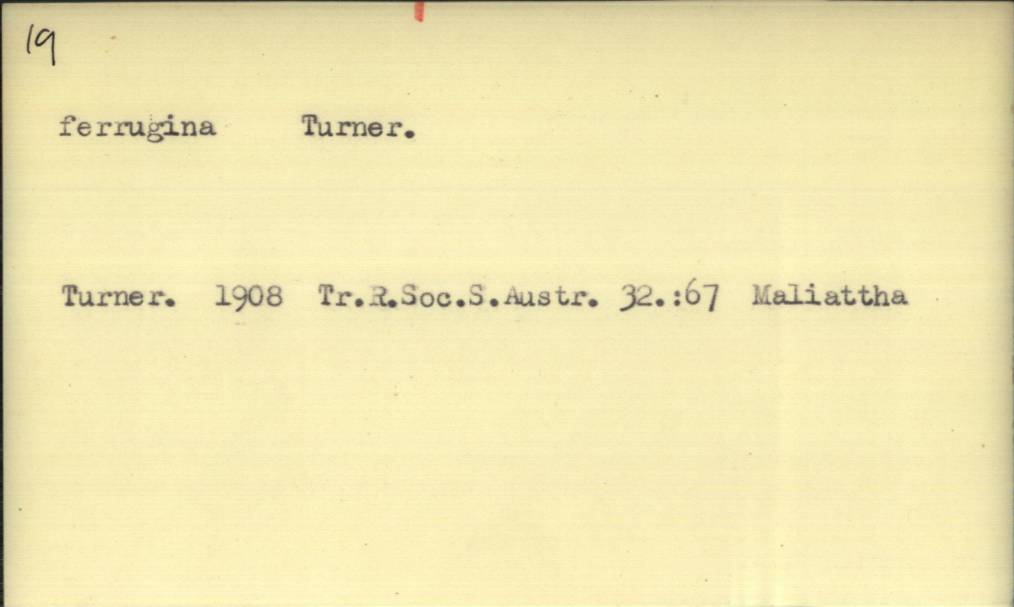 19
ferrugina Turner.
Turner. 1908 Tr.R.Soc.S.Austr. 32.:67 Maliattha